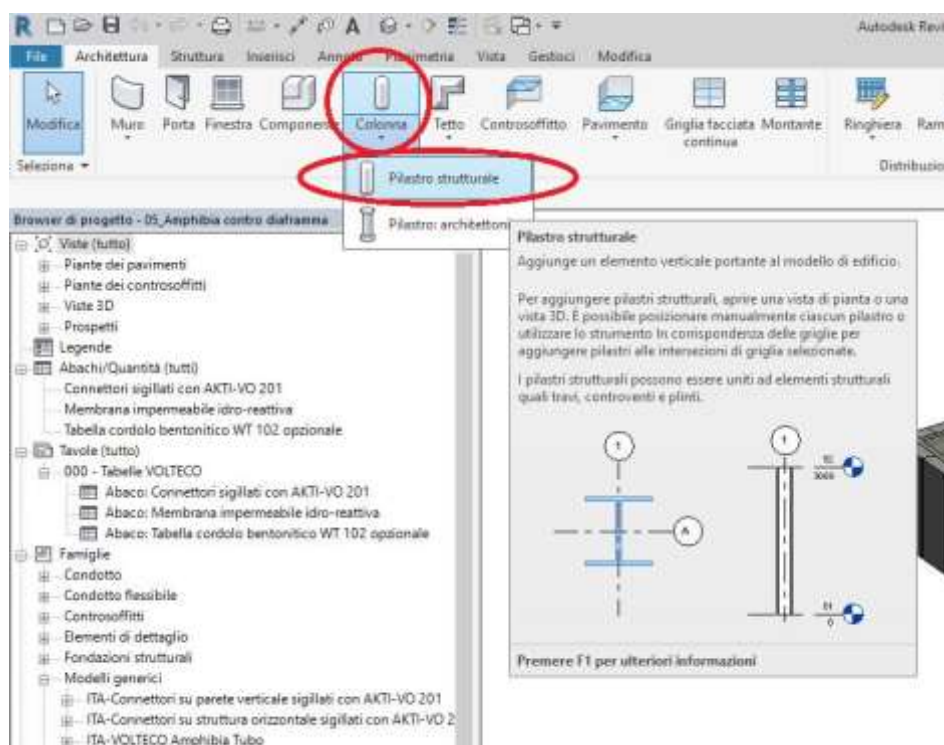 Autodesk Revi
File Architettura Struttura Inserisci Planimetria Vista Gestisci Modifica
Modifica Muro Porta Finestra Componente Colonna Tetto Controsoffitto Pavimento Griglia facciata continua Montante Ringhiera Ram
Seleziona Distribuzio
Pilastro strutturale
Pilastro: architettoni
Browser di progetto - 05_Amphibia contro diaframma
Viste (tutto)
Piante dei pavimenti
Piante dei controsoffitti
Viste 3D
Prospetti
Legende
Abachi/Quantità (tutti)
Connettori sigillati con AKTI-VO 201
Membrana impermeabile idro-reattiva
Tabella cordolo bentonitico WT 102 opzionale
Tavole (tutto)
000 - Tabelle VOLTECO
Abaco: Connettori sigillati con AKTI-VO 201
Abaco: Membrana impermeabile idro-reattiva
Abaco: Tabella cordolo bentonitico WT 102 opzionale
Famiglie
Condotto
Condotto flessibile
Controsoffitti
Elementi di dettaglio
Fondazioni strutturali
Modelli generici
ITA-Connettori su parete verticale sigillati con AKTI-VO 201
ITA-Connettori su struttura orizzontale sigillati con AKTI-VO 2
ITA-VOLTECO Amphibia Tubo
Pilastro strutturale
Aggiunge un elemento verticale portante al modello di edificio.
Per aggiungere pilastri strutturali, aprire una vista di pianta o una
vista 3D. È possibile posizionare manualmente ciascun pilastro o
utilizzare lo strumento In corrispondenza delle griglie per
aggiungere pilastri alle intersezioni di griglia selezionate.
I pilastri strutturali possono essere uniti ad elementi strutturali
quali travi, controventi e plinti.
1
1
A
0
Premere F1 per ulteriori informazioni